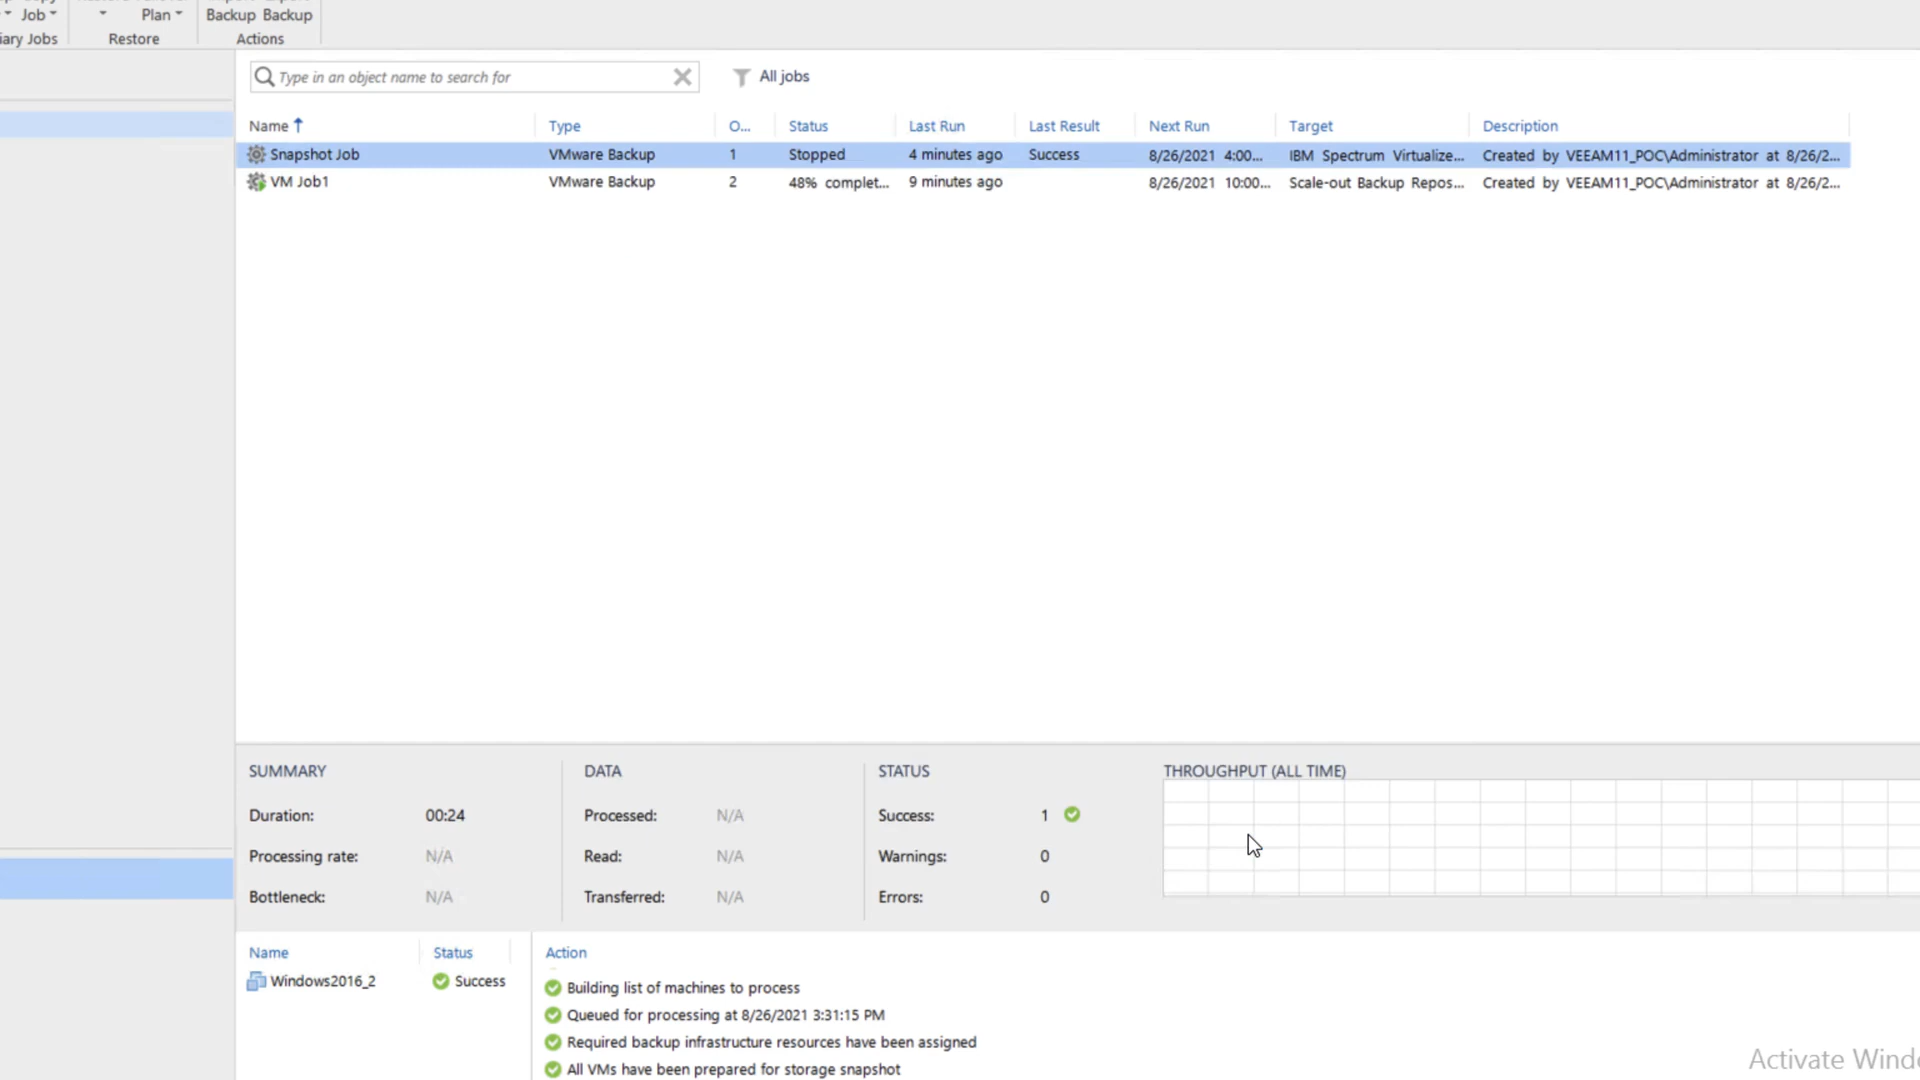 Job
Plan
Backup Backup
iary Jobs
Restore
Actions
Type in an object name to search for
All jobs
Name Type O... Status Last Run Last Result Next Run Target Description
Snapshot Job VMware Backup 1 Stopped 4 minutes ago Success 8/26/2021 4:00... IBM Spectrum Virtualize... Created by VEEAM11_POC\Administrator at 8/26/2...
VM Job1 VMware Backup 2 48% complet... 9 minutes ago 8/26/2021 10:00... Scale-out Backup Repos... Created by VEEAM11_POC\Administrator at 8/26/2...
SUMMARY
Duration: 00:24
Processing rate: N/A
Bottleneck: N/A
DATA
Processed: N/A
Read: N/A
Transferred: N/A
STATUS
Success: 1
Warnings: 0
Errors: 0
THROUGHPUT (ALL TIME)
Name Status
Windows2016_2 Success
Action
Building list of machines to process
Queued for processing at 8/26/2021 3:31:15 PM
Required backup infrastructure resources have been assigned
All VMs have been prepared for storage snapshot
Activate Windo